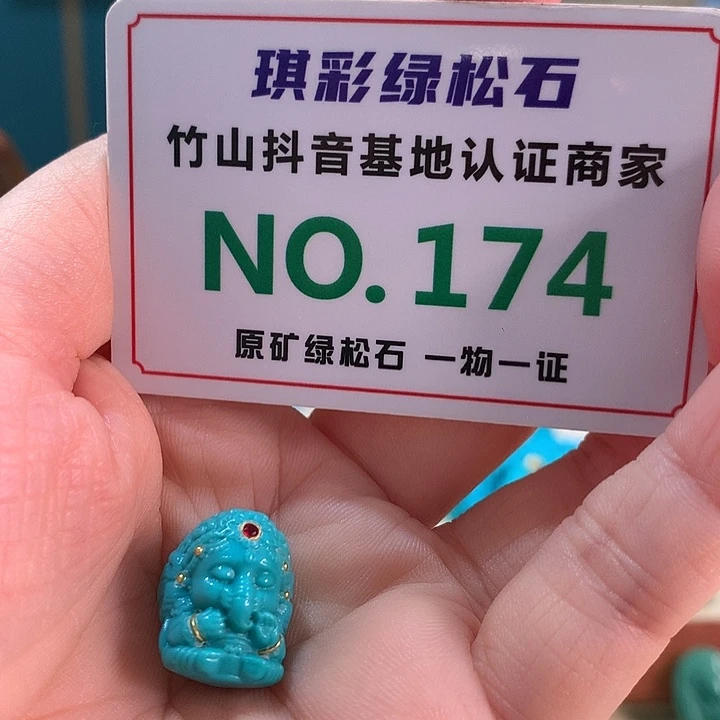 琪彩绿松石
竹山抖音基地认证商家
NO.174
原矿绿松石 一物一证